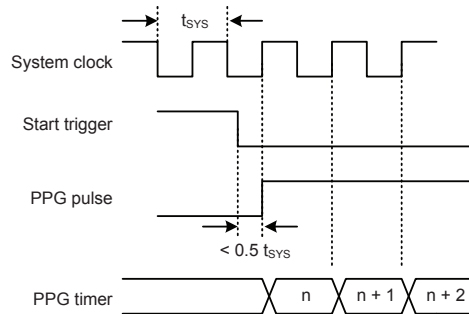 tSYS
System clock
Start trigger
PPG pulse
< 0.5 tSYS
PPG timer
n
n + 1
n + 2